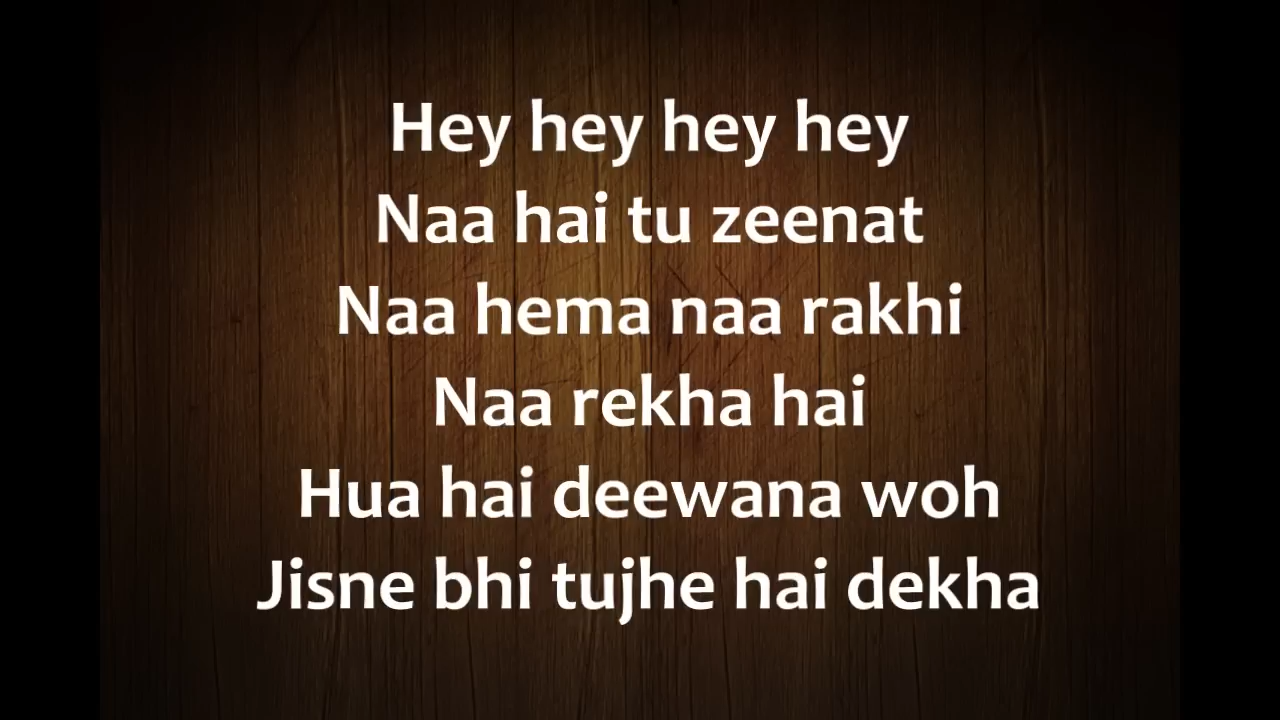 Hey hey hey hey
Naa hai tu zeenat
Naa hema naa rakhi
Naa rekha hai
Hua hai deewana woh
Jisne bhi tujhe hai dekha